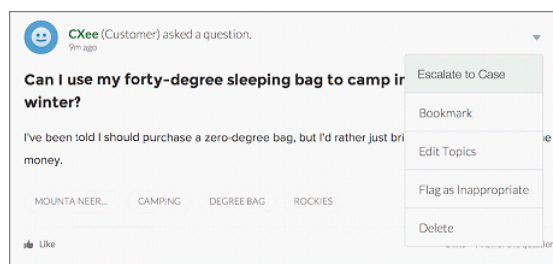 CXee (Customer) asked a question.
9m ago
Can I use my forty-degree sleeping bag to camp in
winter?
I've been told I should purchase a zero-degree bag, but I'd rather just bri
money.
MOUNTA NEER... CAMPING DEGREE BAG ROCKIES
Like
Escalate to Case
Bookmark
Edit Topics
Flag as Inappropriate
Delete